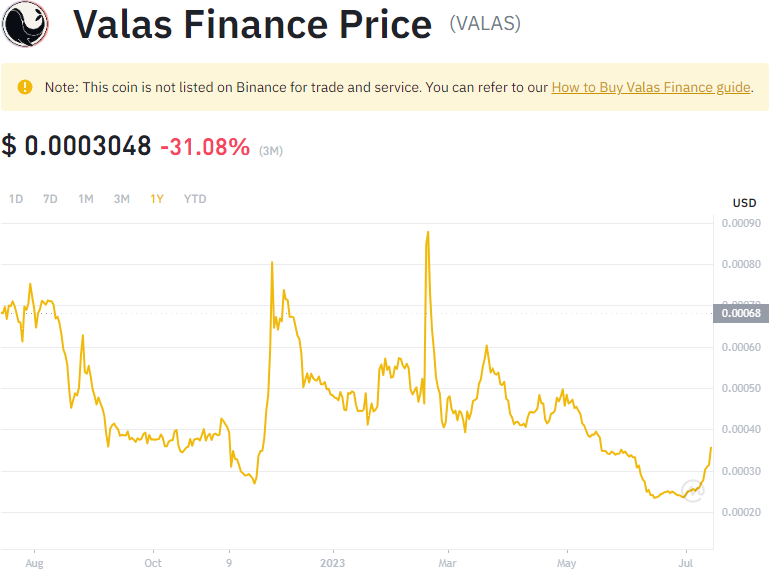 Valas Finance Price (VALAS)
Note: This coin is not listed on Binance for trade and service. You can refer to our How to Buy Valas Finance guide.
$ 0.0003048 -31.08% (3M)
1D 7D 1M 3M 1Y YTD
USD
0.00090
0.00080
0.00068
0.00060
0.00050
0.00040
0.00030
0.00020
Aug Oct 9 2023 Mar May Jul